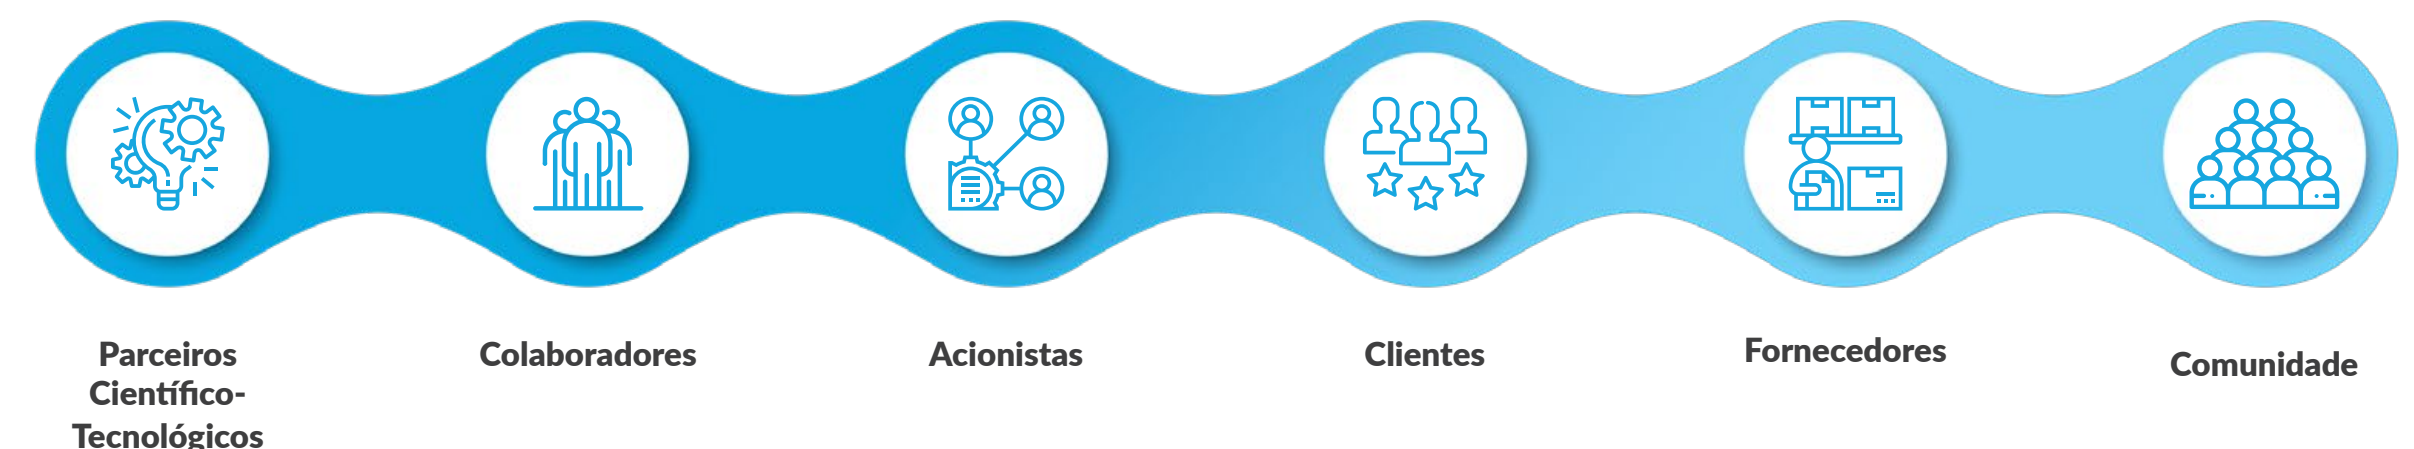 Parceiros
Científico-
Tecnológicos
Colaboradores
Acionistas
Clientes
Fornecedores
Comunidade